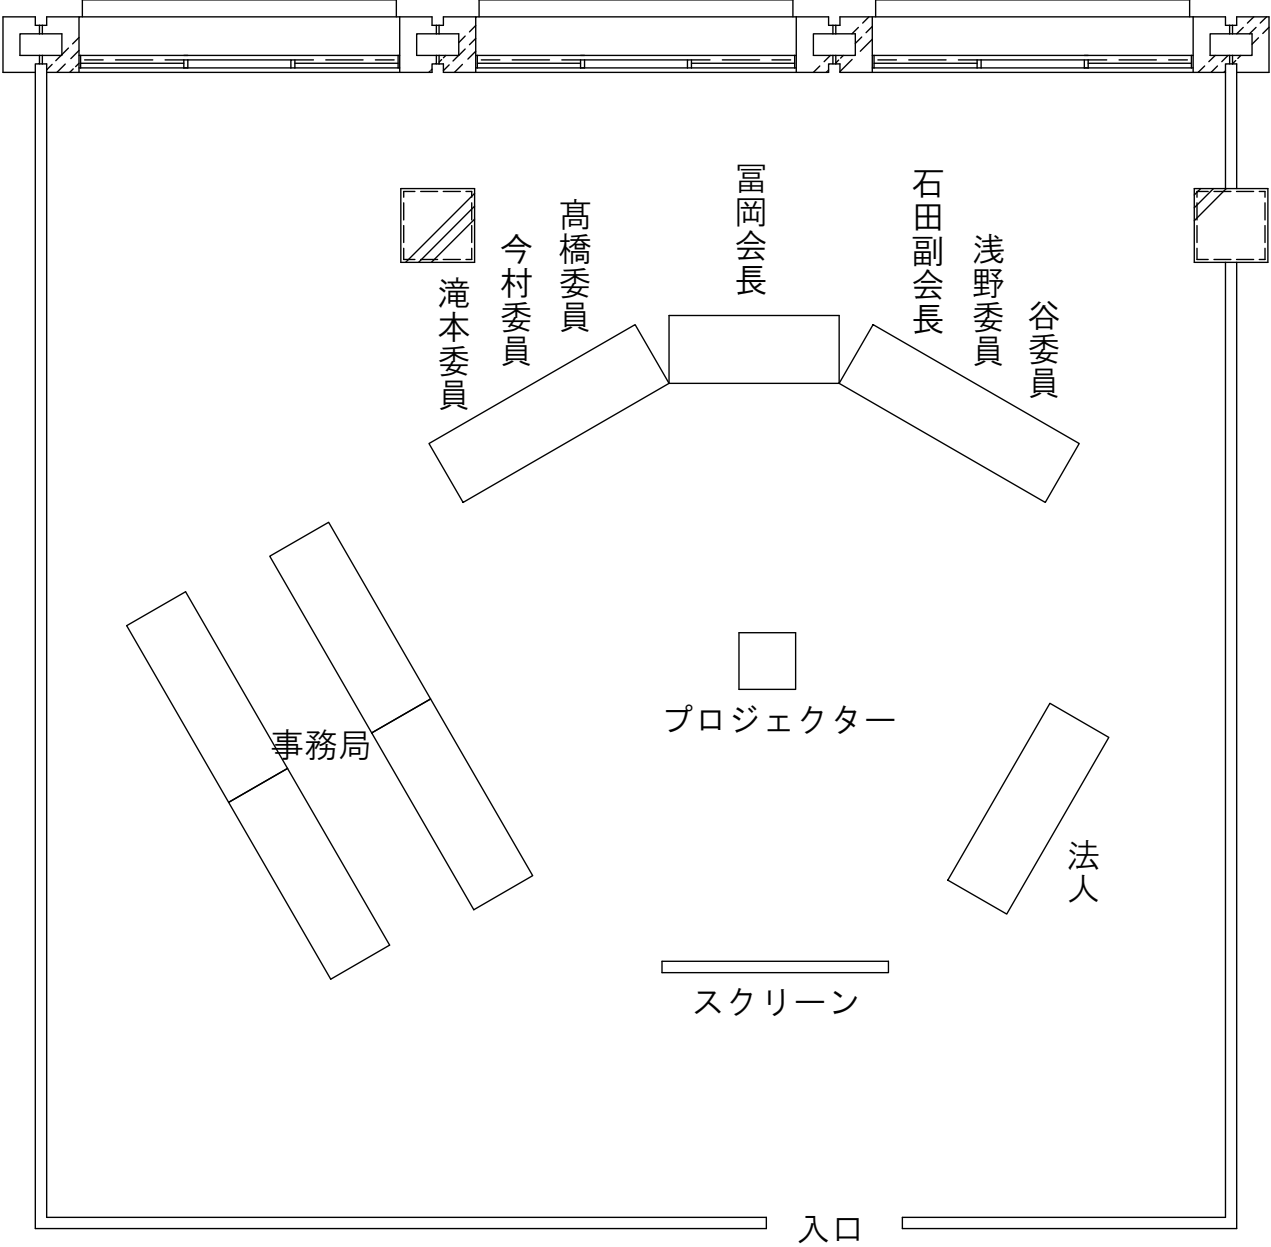 滝本委員
今村委員
髙橋委員
冨岡会長
石田副会長
浅野委員
谷委員
プロジェクター
事務局
法人
スクリーン
入口